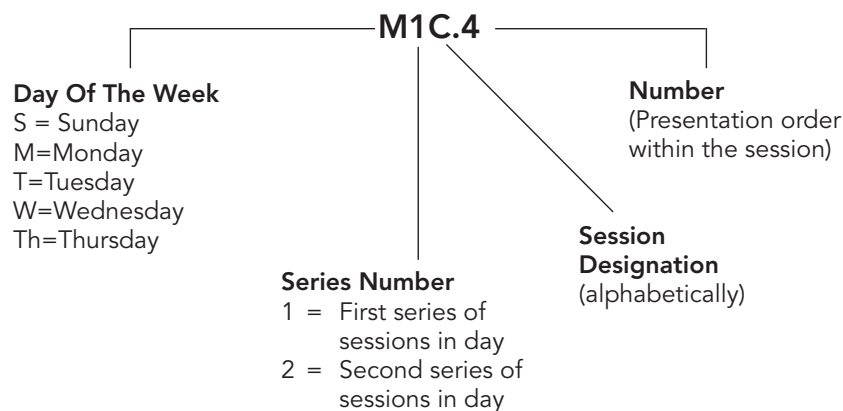 M1C.4
Day Of The Week
S = Sunday
M=Monday
T=Tuesday
W=Wednesday
Th=Thursday
Series Number
1 = First series of
sessions in day
2 = Second series of
sessions in day
Session
Designation
(alphabetically)
Number
(Presentation order
within the session)